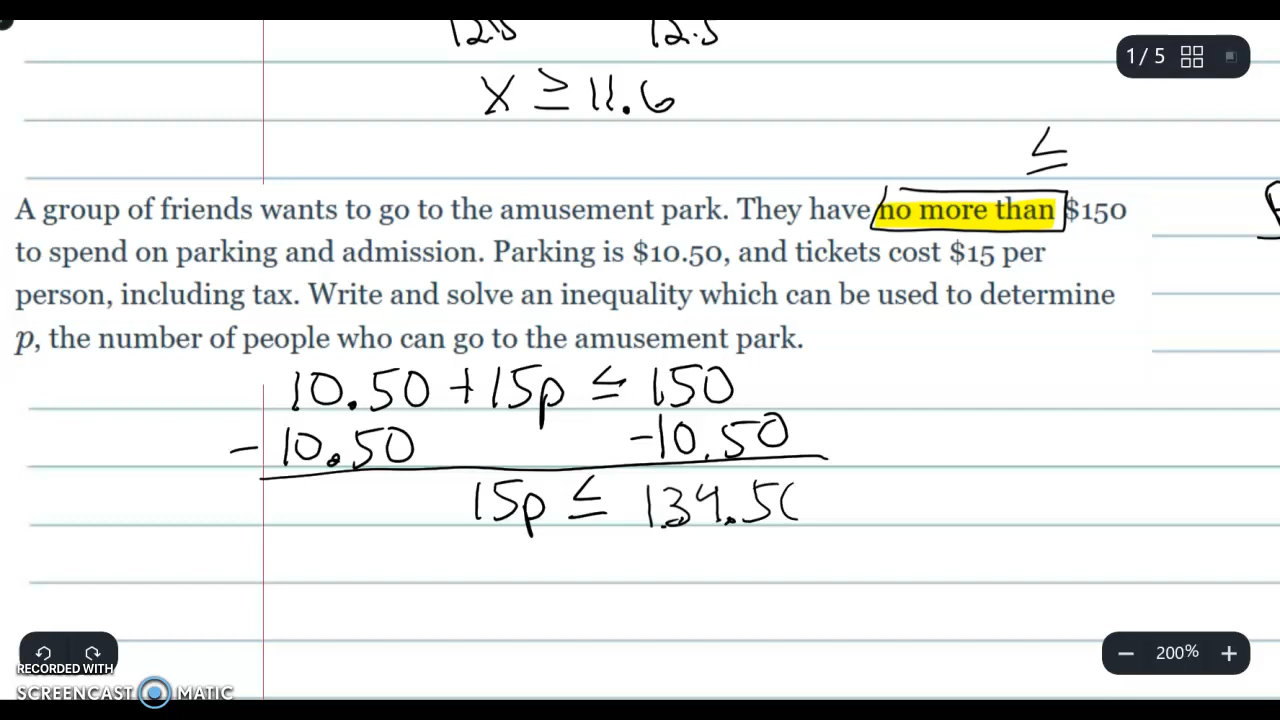 12.5 12.5
1 / 5
x ≥ 11.6
≤
A group of friends wants to go to the amusement park. They have no more than $150
to spend on parking and admission. Parking is $10.50, and tickets cost $15 per
person, including tax. Write and solve an inequality which can be used to determine
p, the number of people who can go to the amusement park.
10.50 + 15p ≤ 150
- 10.50 -10.50
15p ≤ 134.50
RECORDED WITH
SCREENCAST MATIC
200%